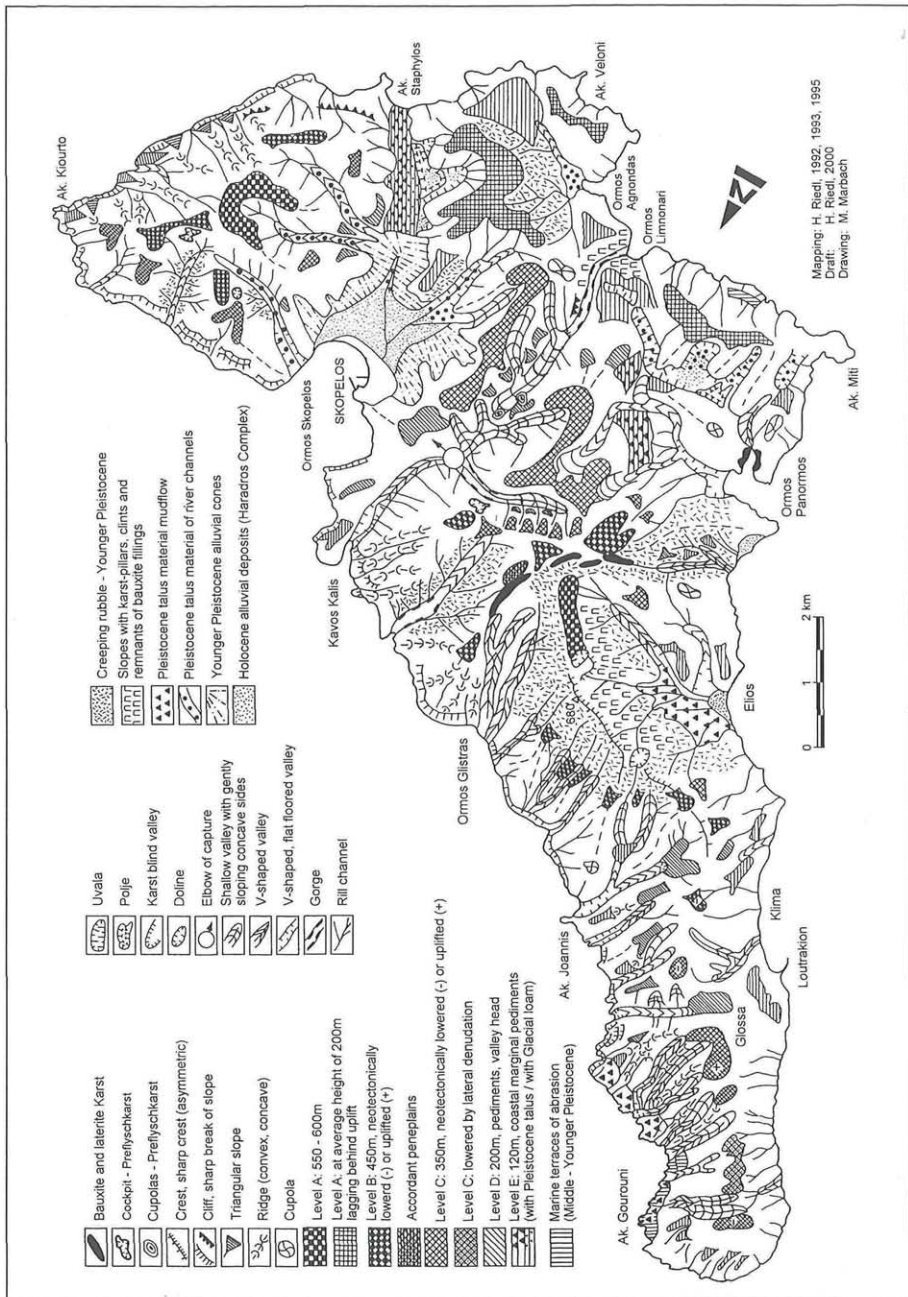 Bauxite and laterite Karst
Cockpit - Preflyschkarst
Cupolas - Preflyschkarst
Crest, sharp crest (asymmetric)
Cliff, sharp break of slope
Triangular slope
Ridge (convex, concave)
Cupola
Level A: 550 - 600m
Level A: at average height of 200m
lagging behind uplift
Level B: 450m, neotectonically
lowerd (-) or uplifted (+)
Accordant peneplains
Level C: 350m, neotectonically lowered (-) or uplifted (+)
Level C: lowered by lateral denudation
Level D: 200m, pediments, valley head
Level E: 120m, coastal marginal pediments
(with Pleistocene talus / with Glacial loam)
Marine terraces of abrasion
(Middle - Younger Pleistocene)
Uvala
Polje
Karst blind valley
Doline
Elbow of capture
Shallow valley with gently
sloping concave sides
V-shaped valley
V-shaped, flat floored valley
Gorge
Rill channel
Creeping rubble - Younger Pleistocene
Slopes with karst-pillars, clints and
remnants of bauxite fillings
Pleistocene talus material mudflow
Pleistocene talus material of river channels
Younger Pleistocene alluvial cones
Holocene alluvial deposits (Haradros Complex)
Ak. Kiourto
Ak.
Staphylos
Ak. Veloni
Ormos
Agnondas
Ormos
Limnonari
Ormos Skopelos
SKOPELOS
Kavos Kalis
Ak. Miti
Ormos
Panormos
Ormos Glistras
680
Elios
Ak. Joannis
Klima
Loutrakion
Glossa
Ak. Gourouni
N
0 1 2 km
Mapping: H. Riedl, 1992, 1993, 1995
Draft: H. Riedl, 2000
Drawing: M. Marbach